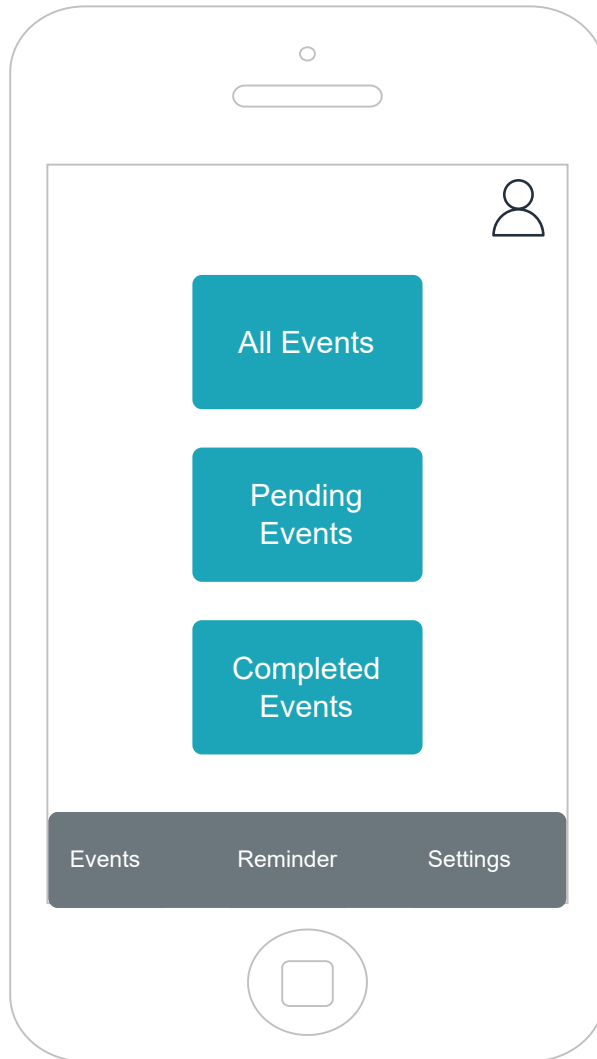 All Events
Pending
Events
Completed
Events
Events Reminder Settings